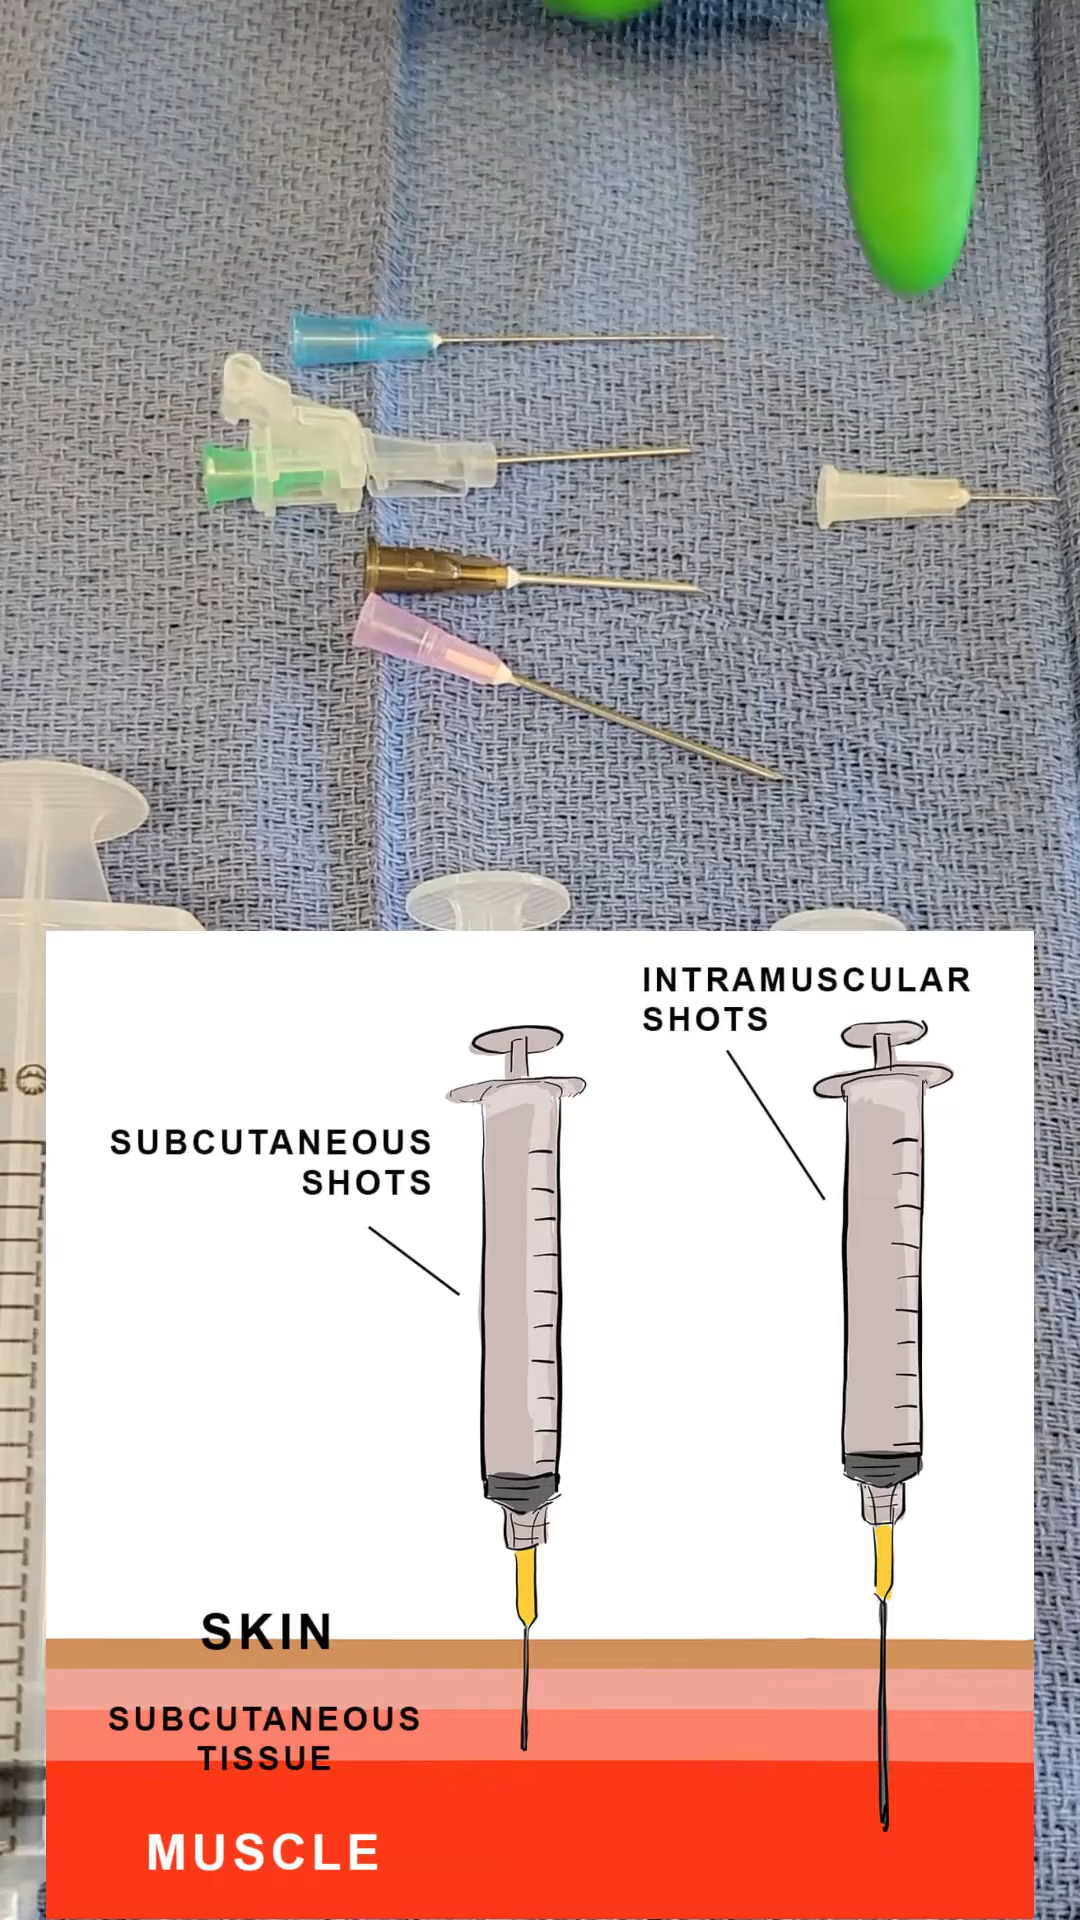 INTRAMUSCULAR
SHOTS
SUBCUTANEOUS
SHOTS
SKIN
SUBCUTANEOUS
TISSUE
MUSCLE